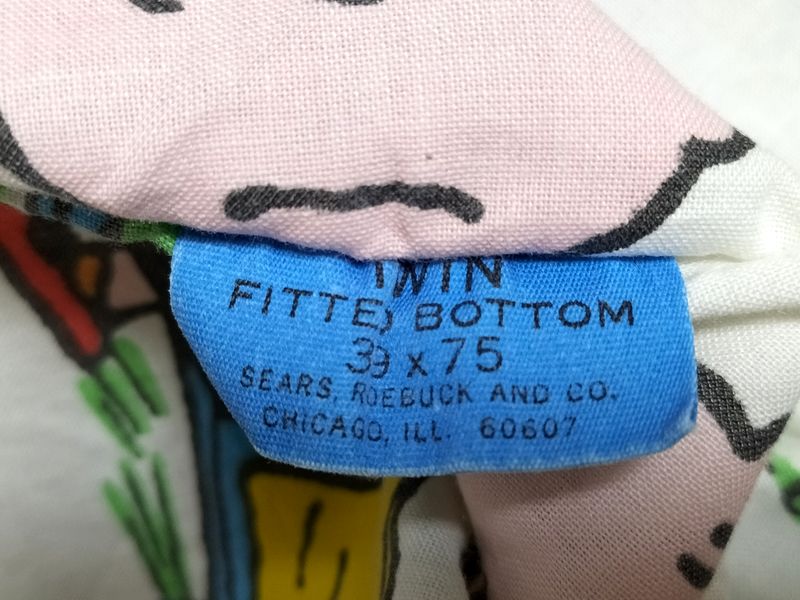 TWIN
FITTED BOTTOM
39 x 75
SEARS, ROEBUCK AND CO.
CHICAGO, ILL. 60607